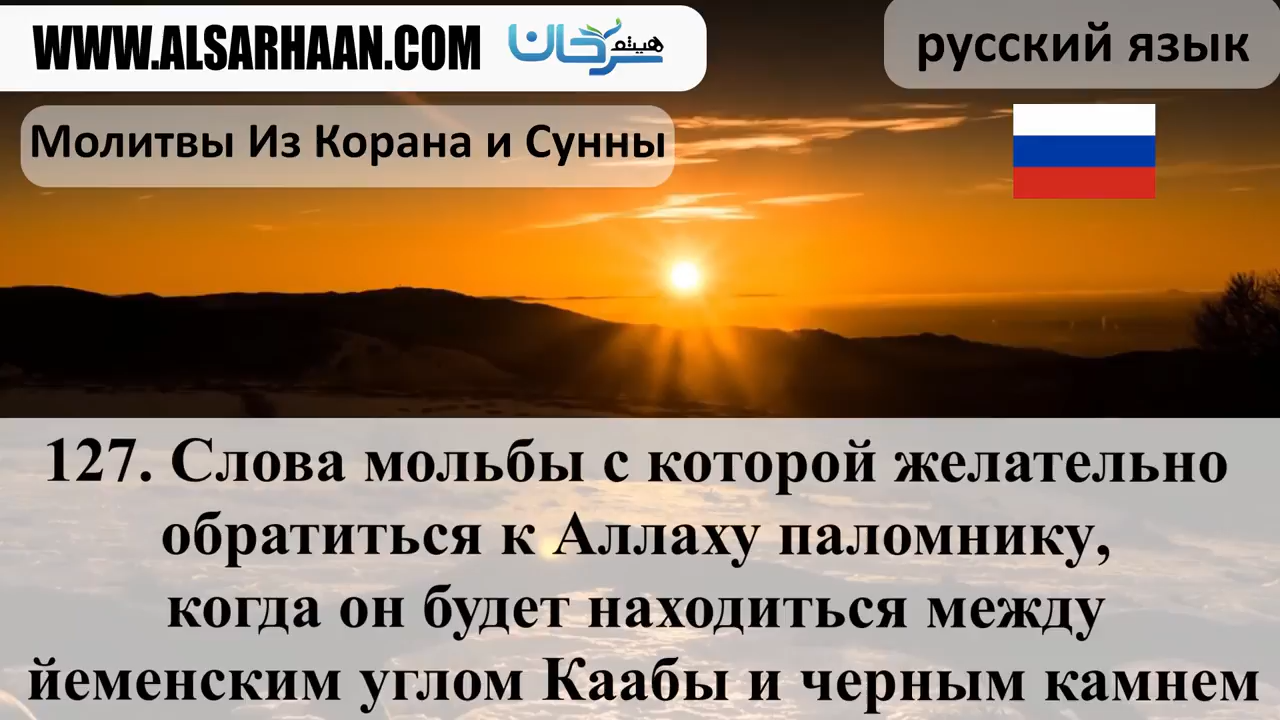 WWW.ALSARHAAN.COM
هيثم سرحان
русский язык
Молитвы Из Корана и Сунны
127. Слова мольбы с которой желательно
обратиться к Аллаху паломнику,
когда он будет находиться между
йеменским углом Каабы и черным камнем